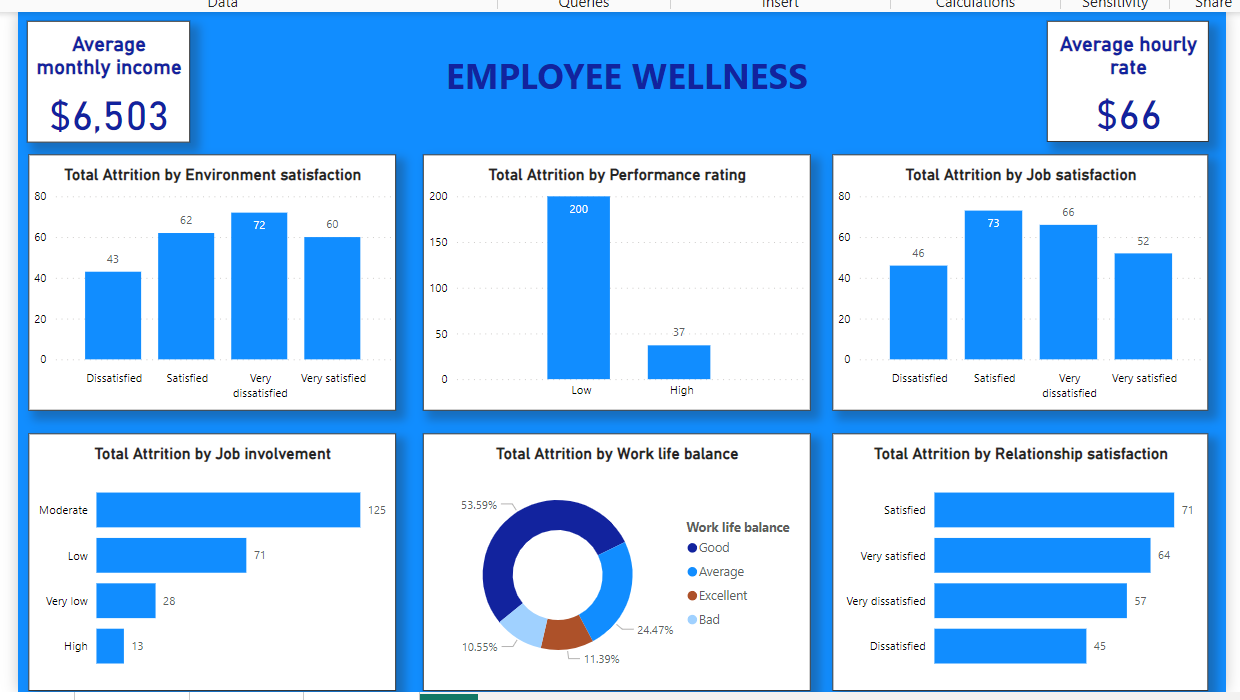 Data
Queries
Insert
Calculations
Sensitivity
Share
Average
monthly income
$6,503
EMPLOYEE WELLNESS
Average hourly
rate
$66
Total Attrition by Environment satisfaction
80
60
40
20
0
43
62
72
60
Dissatisfied
Satisfied
Very
dissatisfied
Very satisfied
Total Attrition by Performance rating
200
150
100
50
0
200
37
Low
High
Total Attrition by Job satisfaction
80
60
40
20
0
46
73
66
52
Dissatisfied
Satisfied
Very
dissatisfied
Very satisfied
Total Attrition by Job involvement
Moderate 125
Low 71
Very low 28
High 13
Total Attrition by Work life balance
53.59%
24.47%
11.39%
10.55%
Work life balance
Good
Average
Excellent
Bad
Total Attrition by Relationship satisfaction
Satisfied 71
Very satisfied 64
Very dissatisfied 57
Dissatisfied 45